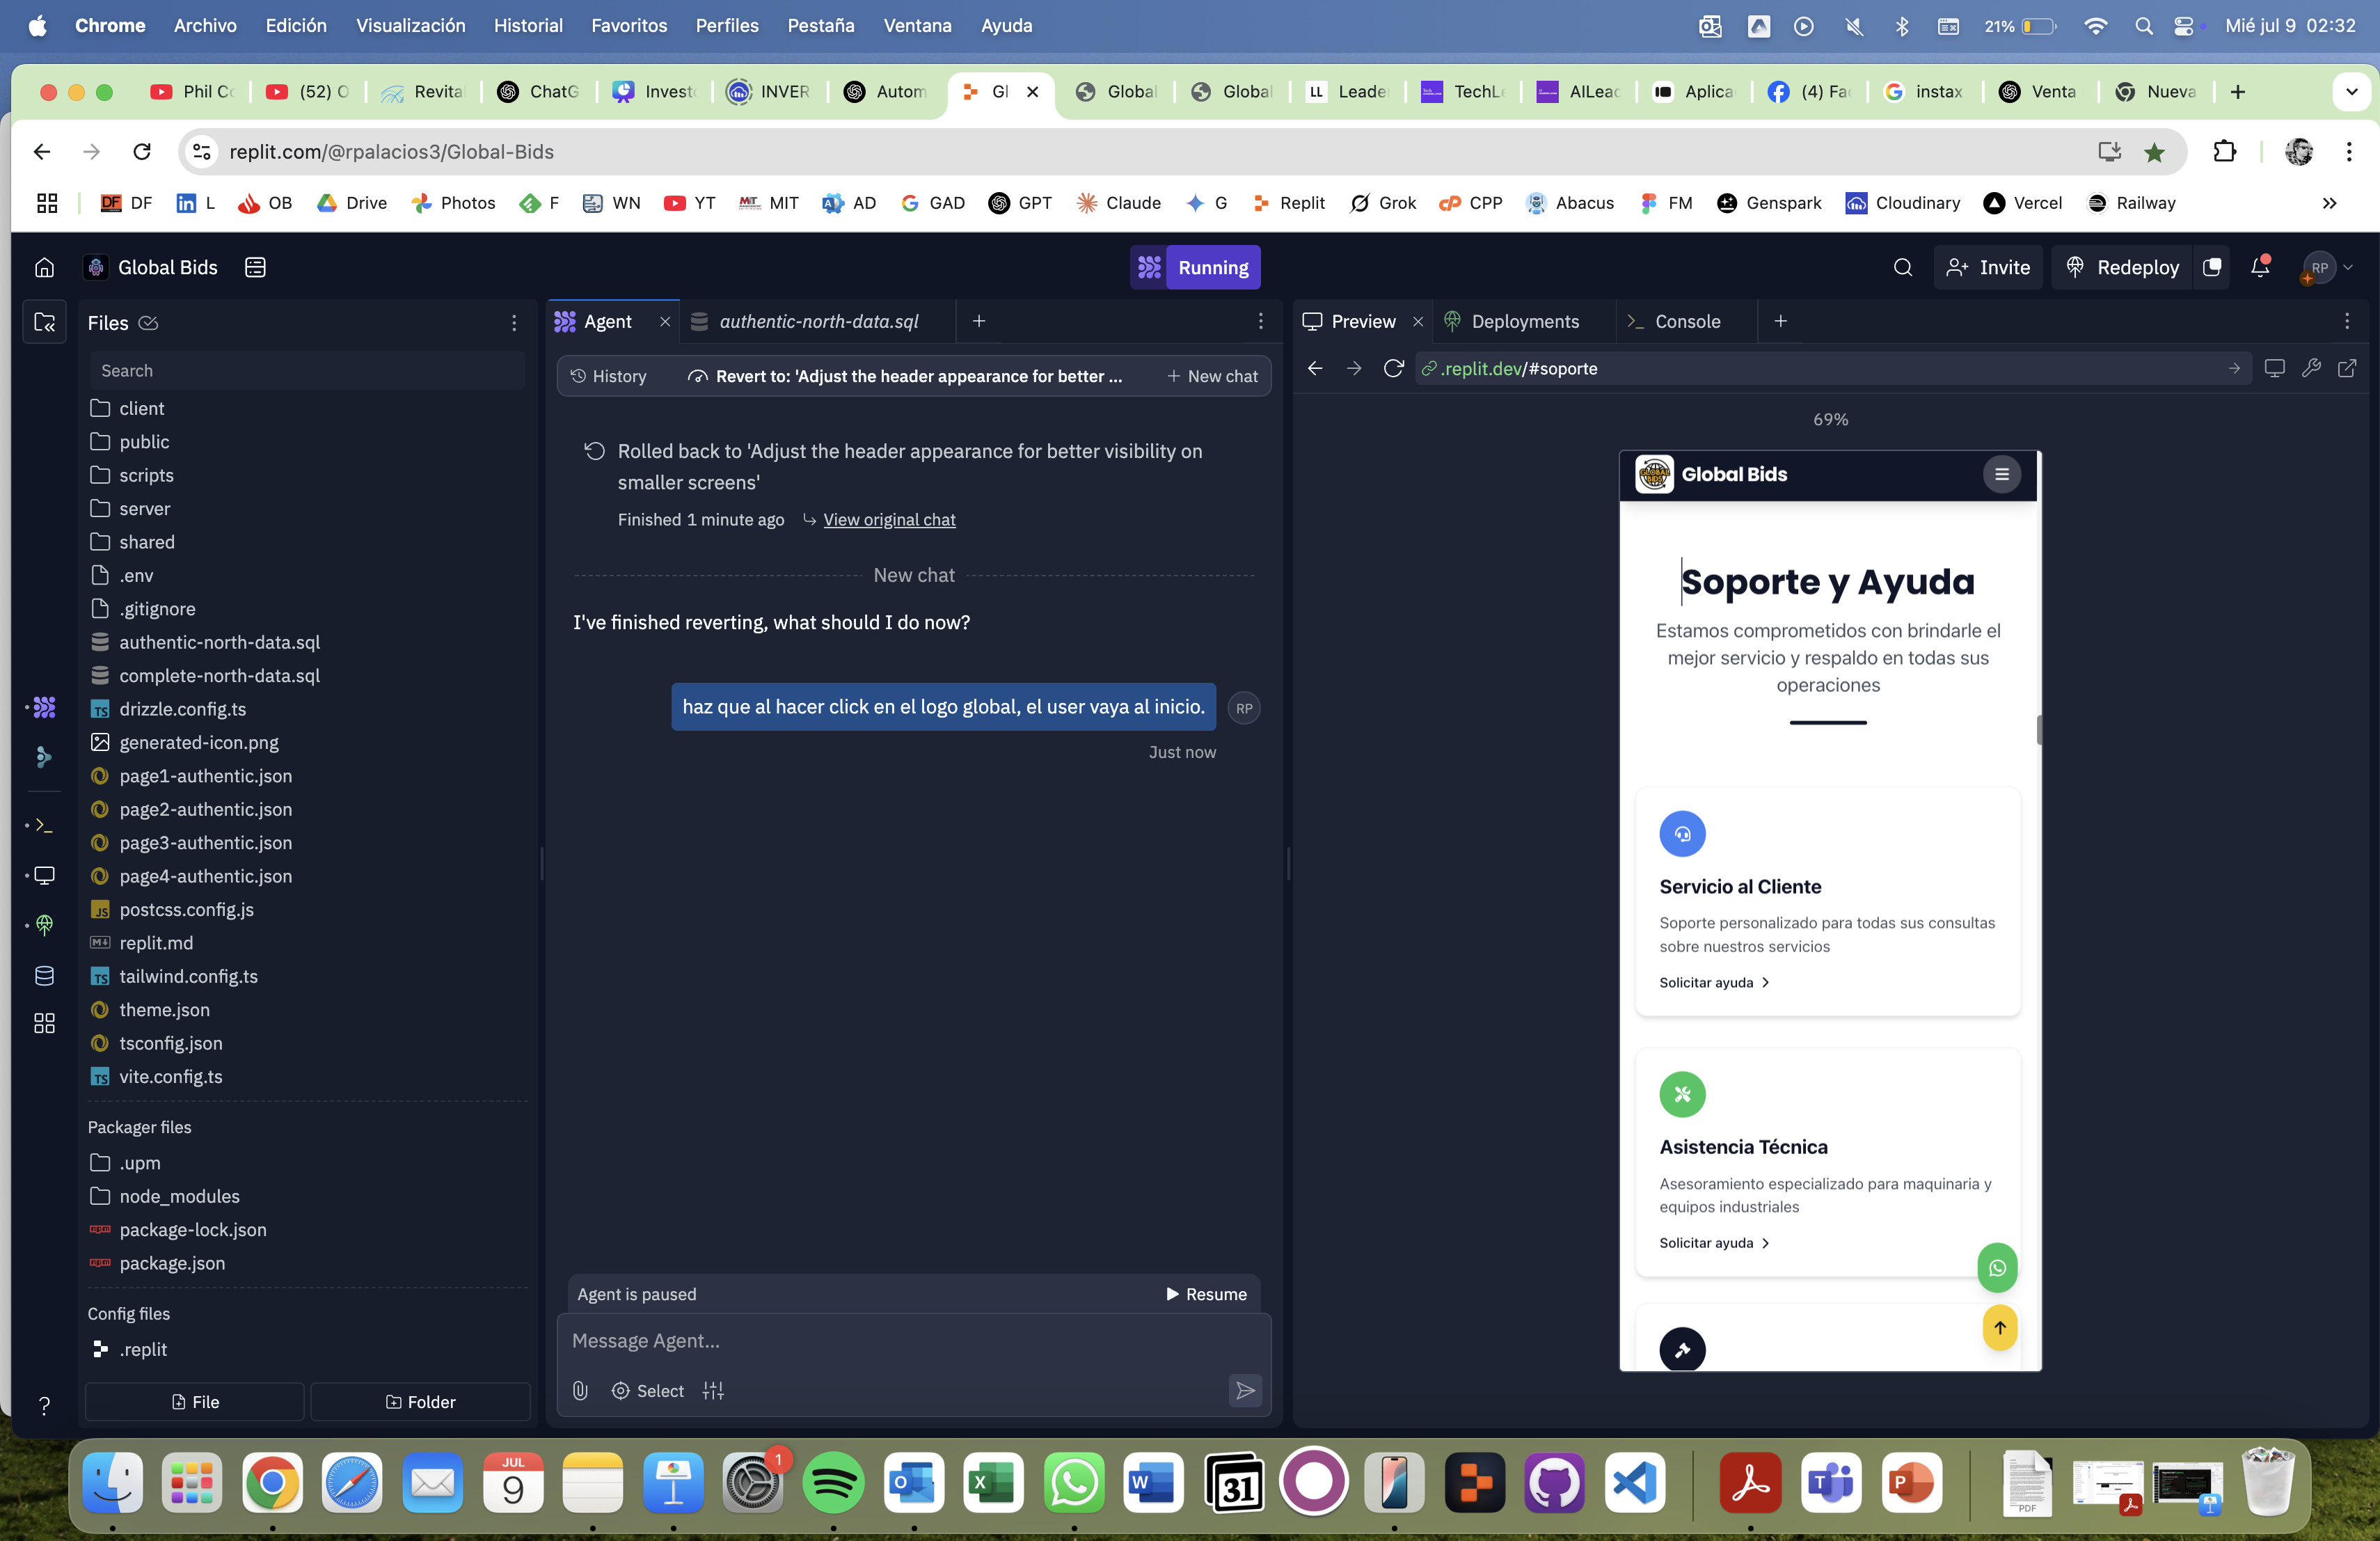 Chrome Archivo Edición Visualización Historial Favoritos Perfiles Pestaña Ventana Ayuda 21% Mié jul 9 02:32
Phil Co (52) O Revital ChatG Invest INVER Autom Gl Global Global LL Leade TechL AILead Aplica (4) Fac instax Venta Nueva
replit.com/@rpalacios3/Global-Bids
DF DF L OB Drive Photos F WN YT MIT AD GAD GPT Claude G Replit Grok CPP Abacus FM Genspark Cloudinary Vercel Railway
Global Bids Running Invite Redeploy RP
Files
Search
client
public
scripts
server
shared
.env
.gitignore
authentic-north-data.sql
complete-north-data.sql
drizzle.config.ts
generated-icon.png
page1-authentic.json
page2-authentic.json
page3-authentic.json
page4-authentic.json
postcss.config.js
replit.md
tailwind.config.ts
theme.json
tsconfig.json
vite.config.ts
Packager files
.upm
node_modules
package-lock.json
package.json
Config files
.replit
File Folder
Agent authentic-north-data.sql
History Revert to: 'Adjust the header appearance for better ... New chat
Rolled back to 'Adjust the header appearance for better visibility on
smaller screens'
Finished 1 minute ago View original chat
New chat
I've finished reverting, what should I do now?
haz que al hacer click en el logo global, el user vaya al inicio. RP
Just now
Agent is paused Resume
Message Agent...
Select
Preview Deployments Console
.replit.dev/#soporte
69%
Global Bids
Soporte y Ayuda
Estamos comprometidos con brindarle el
mejor servicio y respaldo en todas sus
operaciones
Servicio al Cliente
Soporte personalizado para todas sus consultas
sobre nuestros servicios
Solicitar ayuda
Asistencia Técnica
Asesoramiento especializado para maquinaria y
equipos industriales
Solicitar ayuda
JUL
9
1
31
PDF